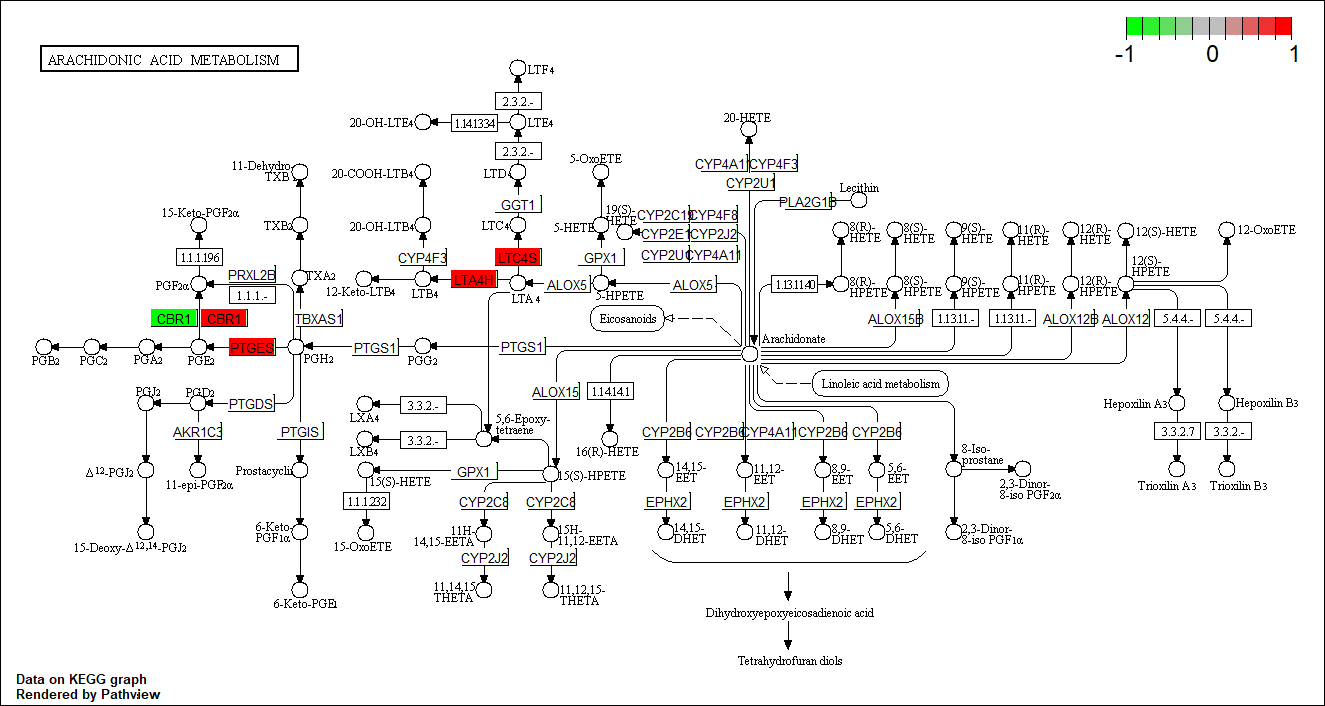 -1 0 1
ARACHIDONIC ACID METABOLISM
LTF4
2.3.2.-
20-OH-LTE4
1.14.13.34
LTE4
20-HETE
2.3.2.-
11-Dehydro-
TXB
20-COOH-LTB4
LTD4
5-OxoETE
CYP4A11
CYP4F3
CYP2U1
Lecithin
PLA2G1B
GGT1
15-Keto-PGF2α
TXB2
20-OH-LTB4
LTC4
5-HETE
19(S)-
HETE
CYP2C19
CYP4F8
CYP2E1
CYP2J2
CYP2U1
CYP4A11
8(R)-
HETE
8(S)-
HETE
9(S)-
HETE
11(R)-
HETE
12(R)-
HETE
12(S)-HETE
12-OxoETE
1.1.1.196
CYP4F3
LTC4S
GPX1
12(S)-
HPETE
PRXL2B
PGF2α
1.1.1.-
TXA2
12-Keto-LTB4
LTB4
LTA4H
LTA4
ALOX5
5-HPETE
ALOX5
1.13.11.40
8(R)-
HPETE
8(S)-
HPETE
9(S)-
HPETE
11(R)-
HPETE
12(R)-
HPETE
CBR1
CBR1
TBXAS1
Eicosanoids
ALOX15B
1.13.11.-
1.13.11.-
ALOX12B
ALOX12
5.4.4.-
5.4.4.-
Arachidonate
PGB2
PGC2
PGA2
PGE2
PTGES
PGH2
PTGS1
PGG2
PTGS1
Linoleic acid metabolism
PGJ2
PGD2
PTGDS
ALOX15
1.14.14.1
LXA4
3.3.2.-
5,6-Epoxy-
tetraene
Hepoxilin A3
Hepoxilin B3
AKR1C3
PTGIS
LXB4
3.3.2.-
16(R)-HETE
CYP2B6
CYP2B6
CYP4A11
CYP2B6
CYP2B6
3.3.2.7
3.3.2.-
8-Iso-
prostane
Δ12-PGJ2
11-epi-PGF2α
Prostacyclin
15(S)-HETE
GPX1
15(S)-HPETE
14,15-
EET
11,12-
EET
8,9-
EET
5,6-
EET
2,3-Dinor-
8-iso PGF2α
Trioxilin A3
Trioxilin B3
1.1.1.232
CYP2C8
CYP2C8
EPHX2
EPHX2
EPHX2
EPHX2
15-Deoxy-Δ12,14-PGJ2
6-Keto-
PGF1α
15-OxoETE
11H-
14,15-EETA
15H-
11,12-EETA
14,15-
DHET
11,12-
DHET
8,9-
DHET
5,6-
DHET
2,3-Dinor-
8-iso PGF1α
CYP2J2
CYP2J2
6-Keto-PGE1
11,14,15-
THETA
11,12,15-
THETA
Dihydroxyepoxyeicosadienoic acid
Tetrahydrofuran diols
Data on KEGG graph
Rendered by Pathview